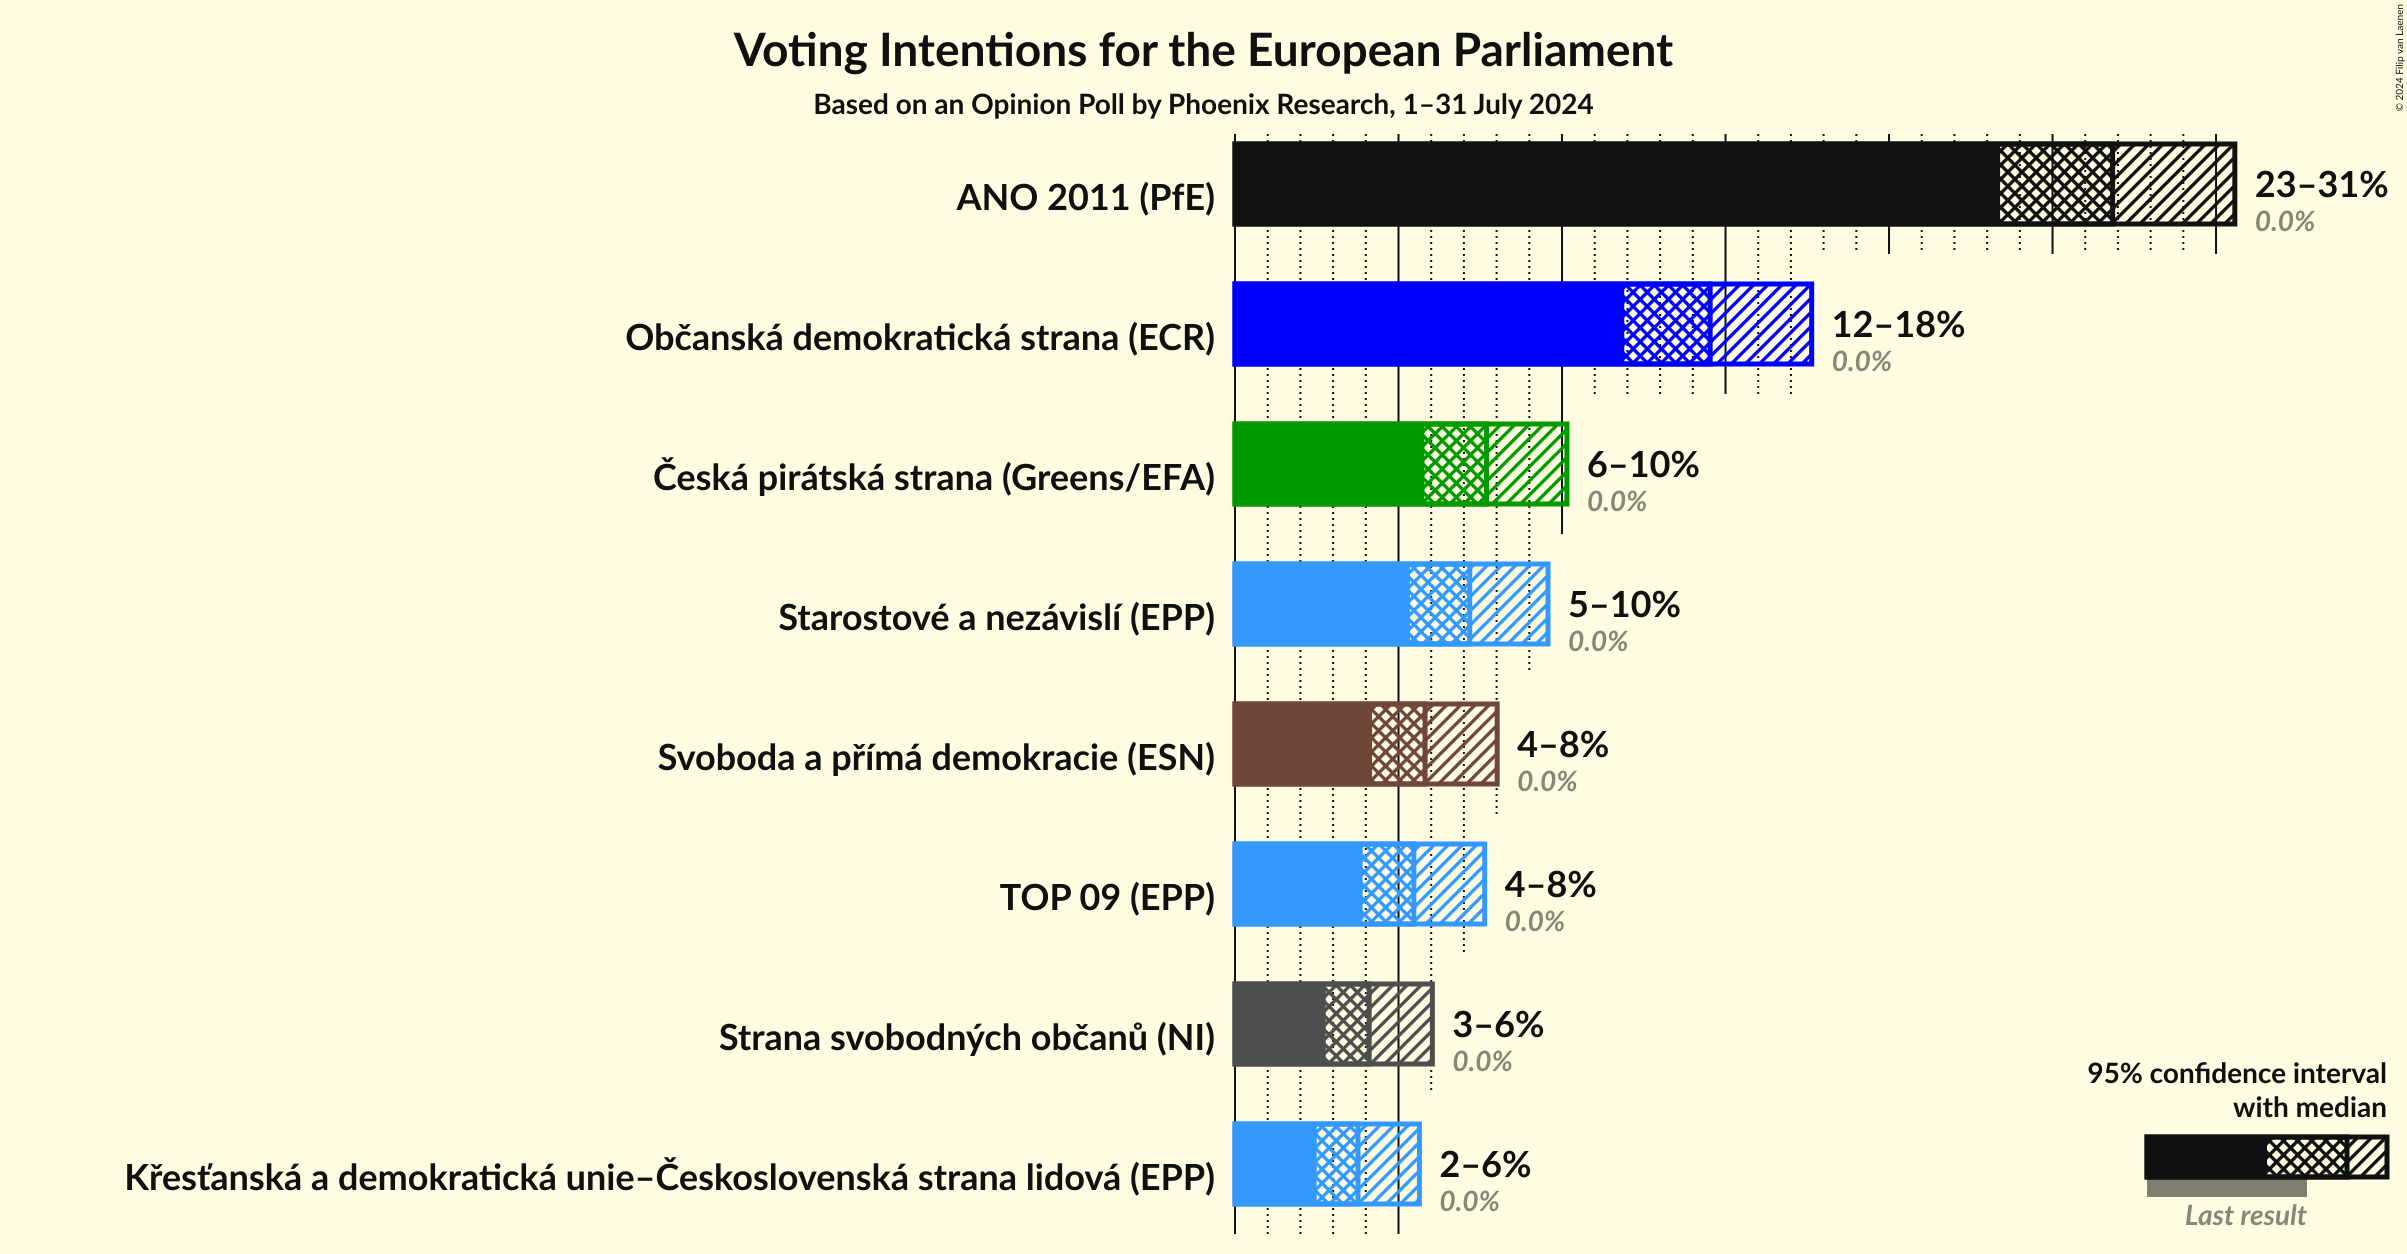 Voting Intentions for the European Parliament
Based on an Opinion Poll by Phoenix Research, 1–31 July 2024
© 2024 Filip van Laenen
ANO 2011 (PfE)
23–31%
0.0%
Občanská demokratická strana (ECR)
12–18%
0.0%
Česká pirátská strana (Greens/EFA)
6–10%
0.0%
Starostové a nezávislí (EPP)
5–10%
0.0%
Svoboda a přímá demokracie (ESN)
4–8%
0.0%
TOP 09 (EPP)
4–8%
0.0%
Strana svobodných občanů (NI)
3–6%
0.0%
Křesťanská a demokratická unie–Československá strana lidová (EPP)
2–6%
0.0%
95% confidence interval
with median
Last result